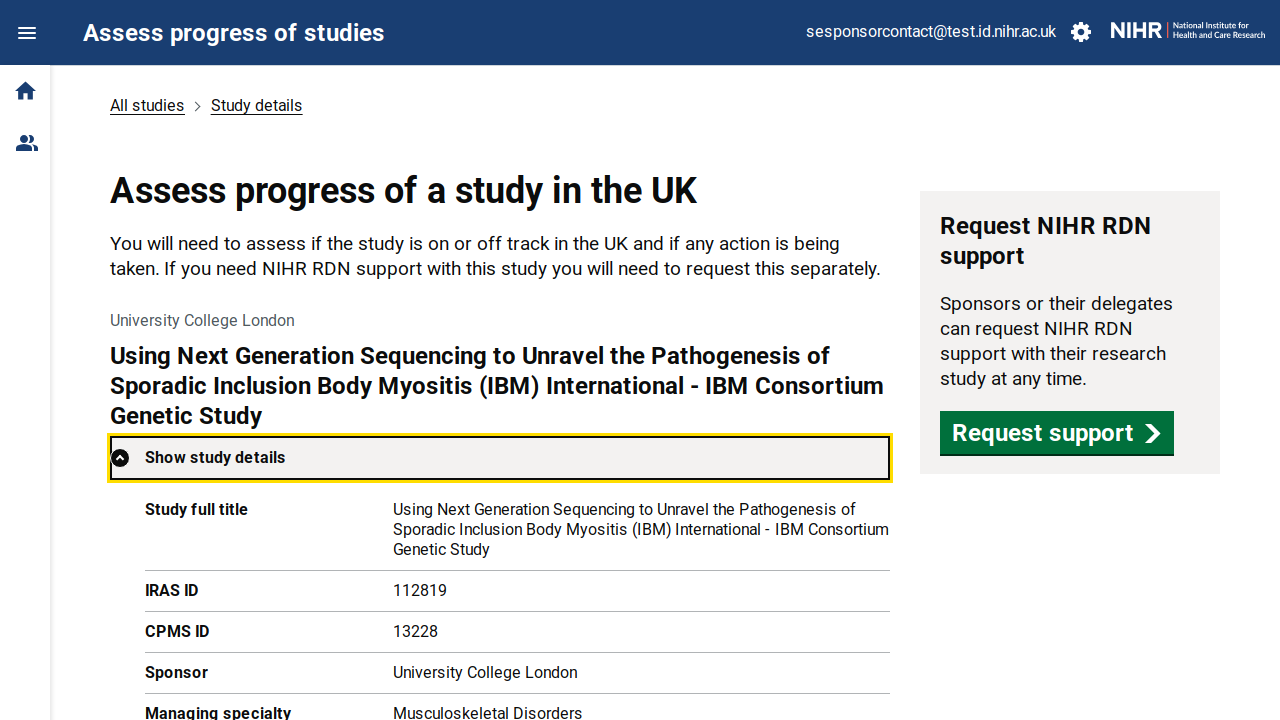 Assess progress of studies
sesponsorcontact@test.id.nihr.ac.uk
NIHR | National Institute for
Health and Care Research
All studies > Study details
Assess progress of a study in the UK
You will need to assess if the study is on or off track in the UK and if any action is being
taken. If you need NIHR RDN support with this study you will need to request this separately.
University College London
Using Next Generation Sequencing to Unravel the Pathogenesis of
Sporadic Inclusion Body Myositis (IBM) International - IBM Consortium
Genetic Study
Show study details
Study full title
Using Next Generation Sequencing to Unravel the Pathogenesis of
Sporadic Inclusion Body Myositis (IBM) International - IBM Consortium
Genetic Study
IRAS ID 112819
CPMS ID 13228
Sponsor University College London
Managing specialty Musculoskeletal Disorders
Request NIHR RDN
support
Sponsors or their delegates
can request NIHR RDN
support with their research
study at any time.
Request support